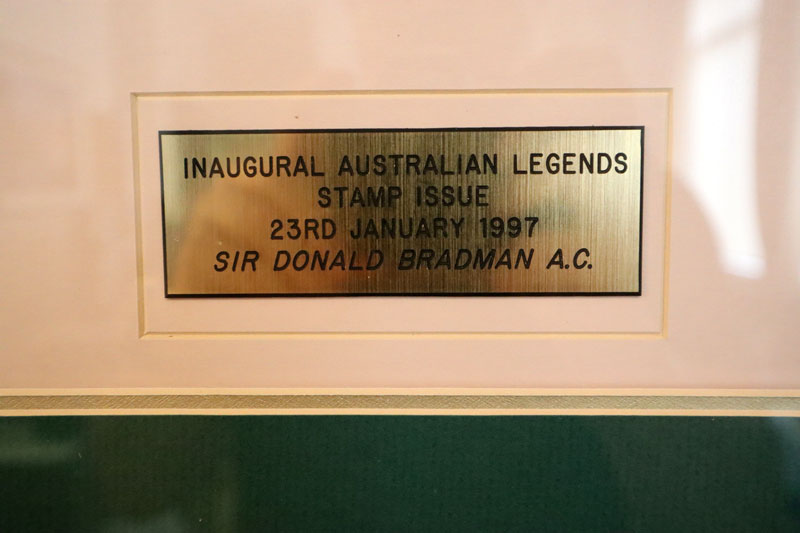 INAUGURAL AUSTRALIAN LEGENDS
STAMP ISSUE
23RD JANUARY 1997
SIR DONALD BRADMAN A.C.